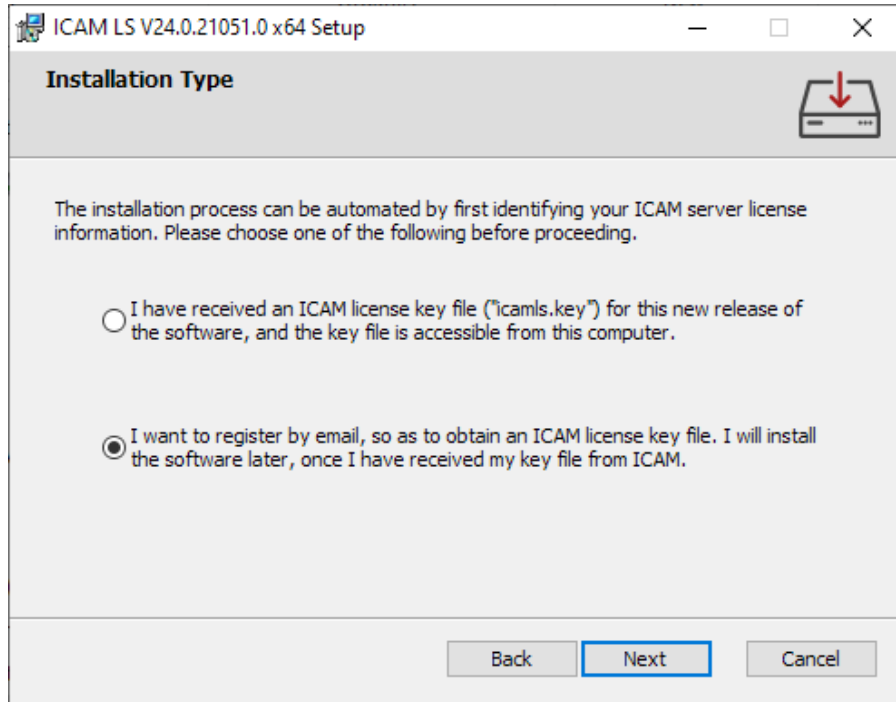 ICAM LS V24.0.21051.0 x64 Setup
Installation Type
The installation process can be automated by first identifying your ICAM server license
information. Please choose one of the following before proceeding.
I have received an ICAM license key file ("icamls.key") for this new release of
the software, and the key file is accessible from this computer.
I want to register by email, so as to obtain an ICAM license key file. I will install
the software later, once I have received my key file from ICAM.
Back Next Cancel